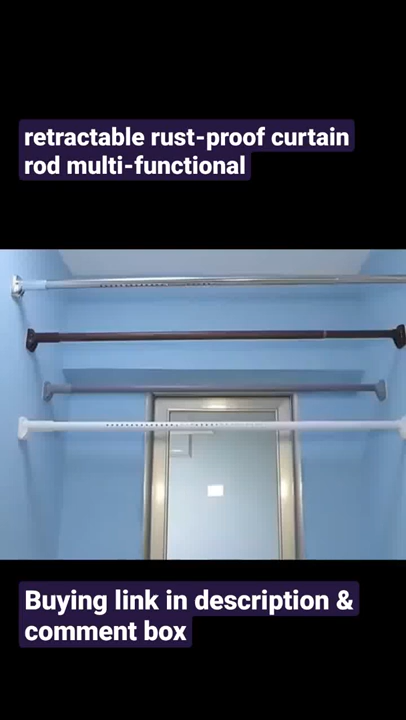 retractable rust-proof curtain
rod multi-functional
Buying link in description &
comment box